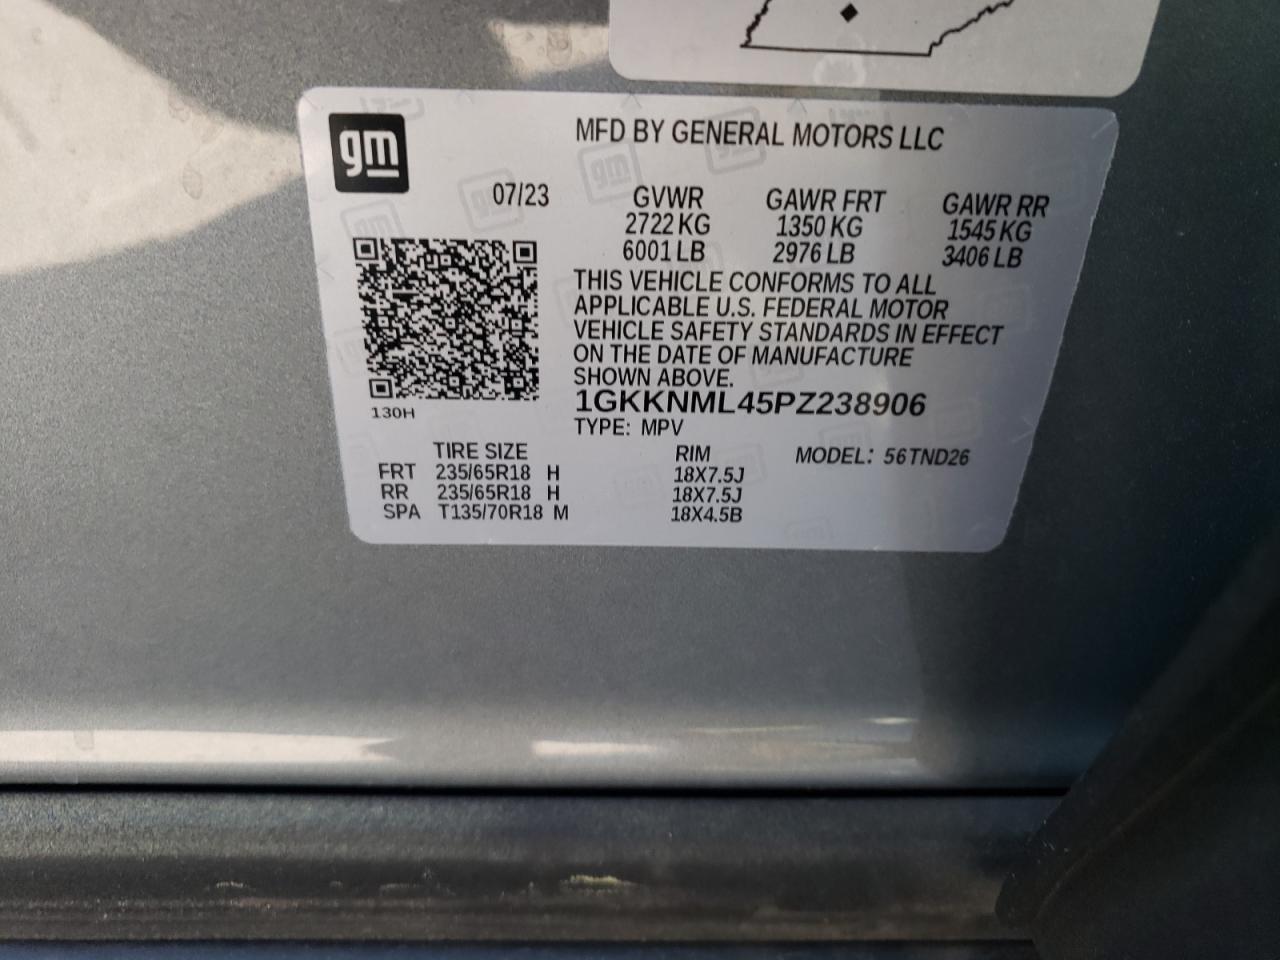 gm
MFD BY GENERAL MOTORS LLC
07/23
GVWR GAWR FRT GAWR RR
2722 KG 1350 KG 1545 KG
6001 LB 2976 LB 3406 LB
THIS VEHICLE CONFORMS TO ALL
APPLICABLE U.S. FEDERAL MOTOR
VEHICLE SAFETY STANDARDS IN EFFECT
ON THE DATE OF MANUFACTURE
SHOWN ABOVE.
1GKKNML45PZ238906
130H
TYPE: MPV
TIRE SIZE RIM MODEL: 56TND26
FRT 235/65R18 H 18X7.5J
RR 235/65R18 H 18X7.5J
SPA T135/70R18 M 18X4.5B